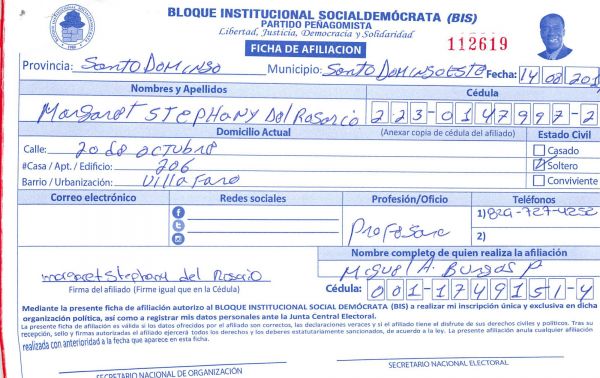 BLOQUE INSTITUCIONAL SOCIALDEMÓCRATA (BIS)
PARTIDO PEÑAGOMISTA
Libertad, Justicia, Democracia y Solidaridad
FICHA DE AFILIACION
112619
Provincia: Santo Domingo Municipio: Santo Domingo Este Fecha: 14/08/201
Nombres y Apellidos Cédula
Margaret Stephany Del Rosario 223-0147997-2
Domicilio Actual (Anexar copia de cédula del afiliado) Estado Civil
Calle: 20 de octubre Casado
#Casa / Apt. / Edificio: 206 Soltero
Barrio / Urbanización: Villa Faro Conviviente
Correo electrónico Redes sociales Profesión/Oficio Teléfonos
1) 829-727-4252
Profesora 2)
Nombre completo de quien realiza la afiliación
margaret Stephany del Rosario Miguel A. Burgos P
Firma del afiliado (Firme igual que en la Cédula) Cédula: 001-1749151-4
Mediante la presente ficha de afiliación autorizo al BLOQUE INSTITUCIONAL SOCIAL DEMÓCRATA (BIS) a realizar mi inscripción única y exclusiva en dicha
organización política, así como a registrar mis datos personales ante la Junta Central Electoral.
La presente ficha de afiliación es válida si los datos ofrecidos por el afiliado son correctos, las declaraciones veraces y si el afiliado tiene el disfrute de sus derechos civiles y políticos. Tras su
recepción, sello y firmas autorizadas el afiliado ejercerá todos los derechos y los deberes estatutariamente sancionados, de acuerdo a la ley. La presente afiliación anula cualquier afiliación
realizada con anterioridad a la fecha que aparece en esta ficha.
SECRETARIO NACIONAL DE ORGANIZACIÓN SECRETARIO NACIONAL ELECTORAL